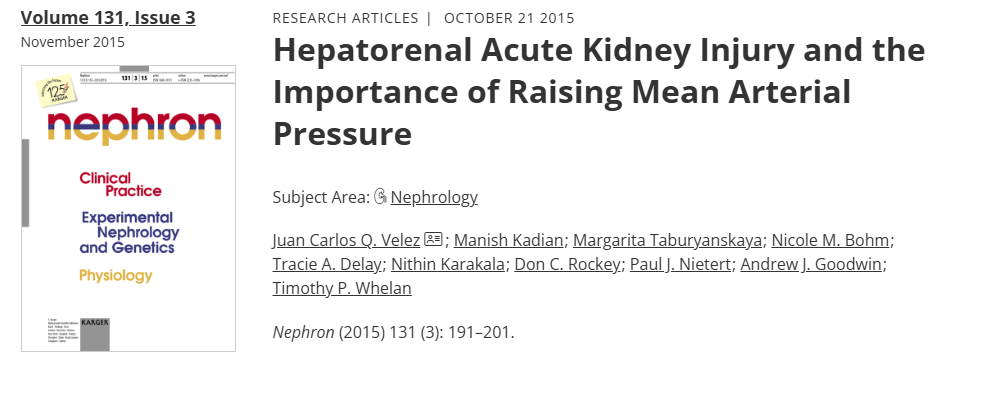 Volume 131, Issue 3
November 2015
125
KARGER
131 3 15
nephron
Clinical
Practice
Experimental
Nephrology
and Genetics
Physiology
KARGER
RESEARCH ARTICLES | OCTOBER 21 2015
Hepatorenal Acute Kidney Injury and the
Importance of Raising Mean Arterial
Pressure
Subject Area: Nephrology
Juan Carlos Q. Velez ; Manish Kadian; Margarita Taburyanskaya; Nicole M. Bohm;
Tracie A. Delay; Nithin Karakala; Don C. Rockey; Paul J. Nietert; Andrew J. Goodwin;
Timothy P. Whelan
Nephron (2015) 131 (3): 191–201.